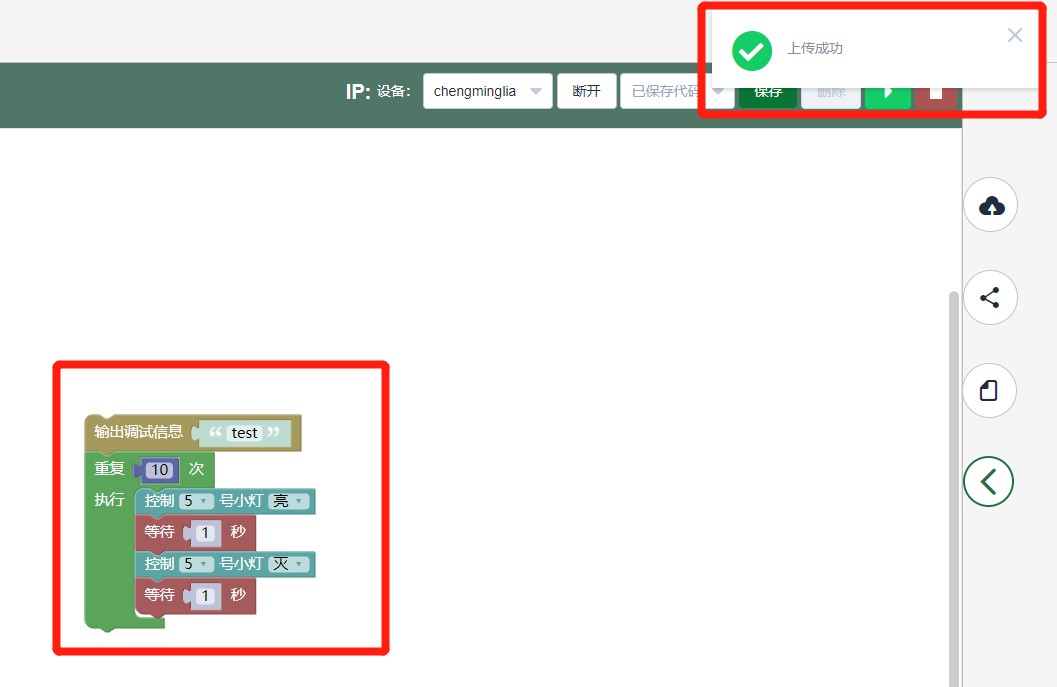 上传成功
IP: 设备: chengminglia 断开 已保存代码 保存 删除
输出调试信息 “ test ”
重复 10 次
执行 控制 5 号小灯 亮
等待 1 秒
控制 5 号小灯 灭
等待 1 秒